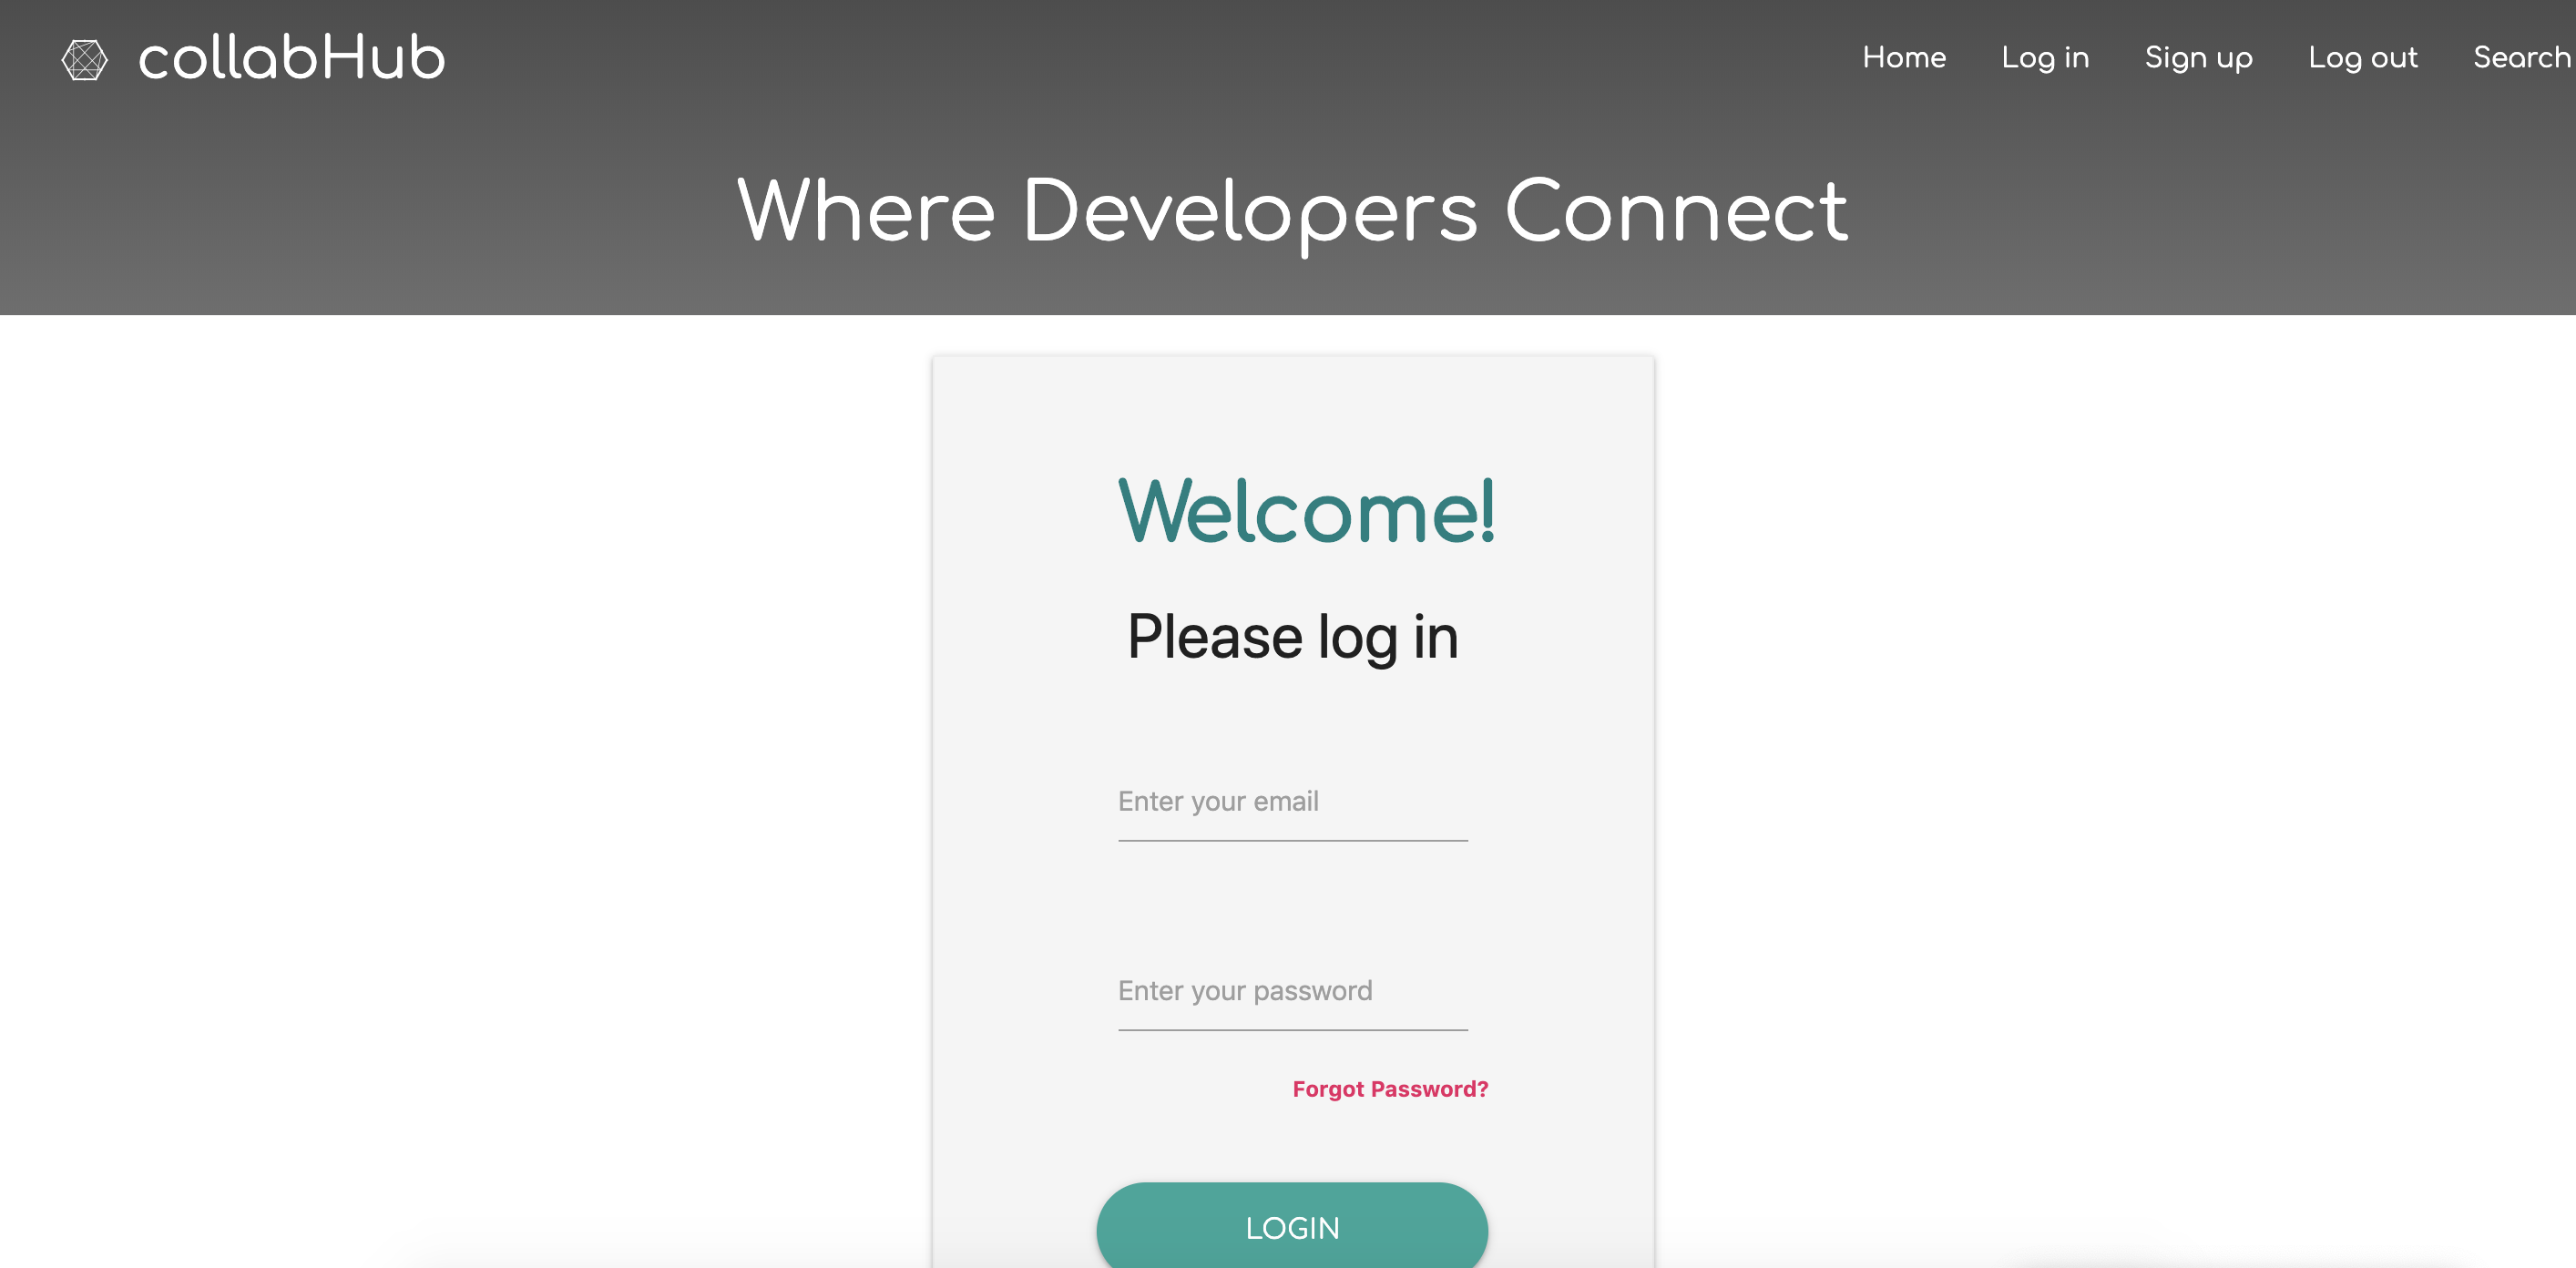 collabHub
Home Log in Sign up Log out Search
Where Developers Connect
Welcome!
Please log in
Enter your email
Enter your password
Forgot Password?
LOGIN